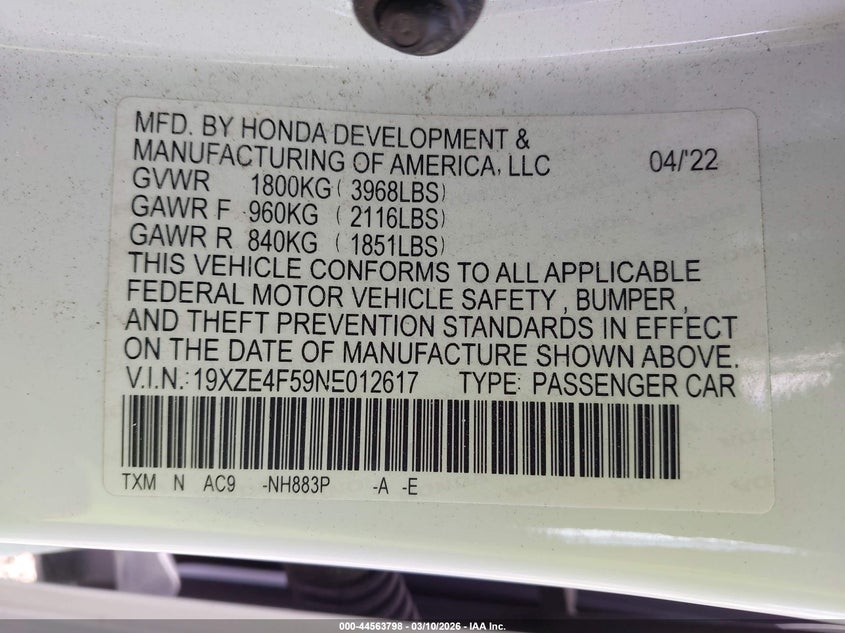 MFD. BY HONDA DEVELOPMENT &
MANUFACTURING OF AMERICA, LLC 04/'22
GVWR 1800KG ( 3968LBS)
GAWR F 960KG ( 2116LBS)
GAWR R 840KG ( 1851LBS)
THIS VEHICLE CONFORMS TO ALL APPLICABLE
FEDERAL MOTOR VEHICLE SAFETY , BUMPER ,
AND THEFT PREVENTION STANDARDS IN EFFECT
ON THE DATE OF MANUFACTURE SHOWN ABOVE.
V.I.N.: 19XZE4F59NE012617 TYPE: PASSENGER CAR
TXM N AC9 -NH883P -A -E
000-44563798 — 03/10/2026 — IAA Inc.